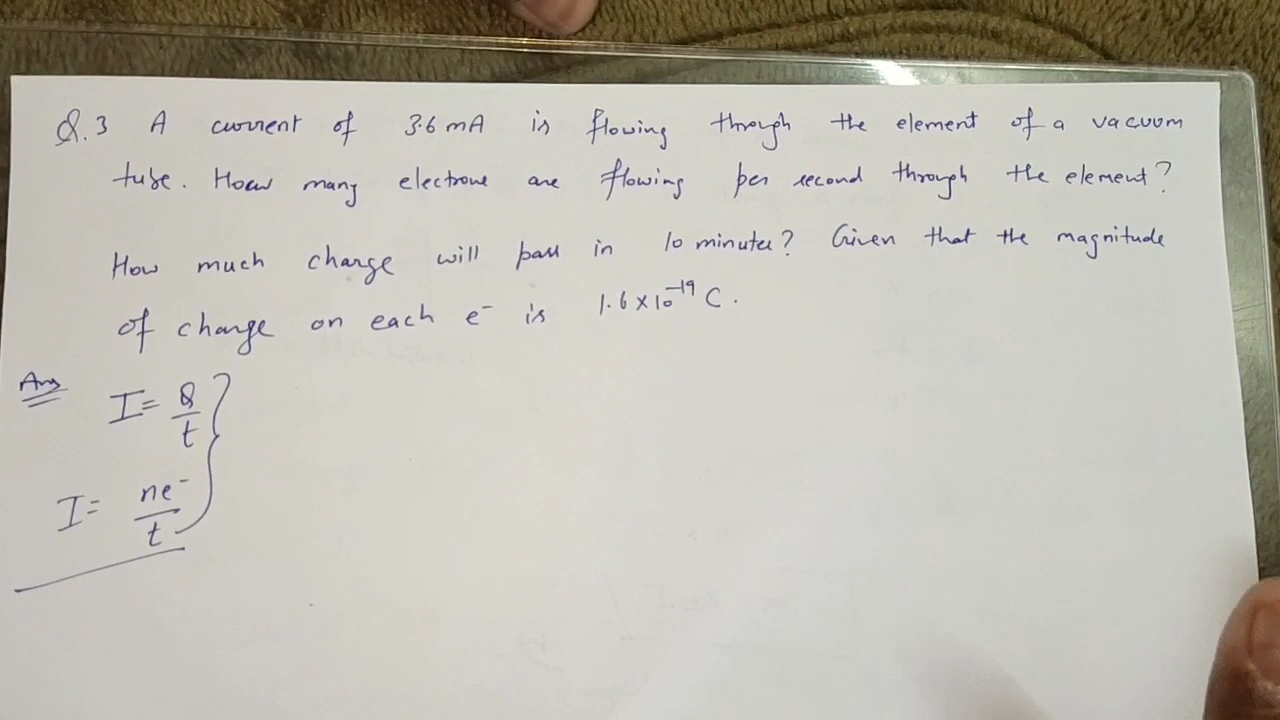 Q.3 A current of 3.6 mA is flowing through the element of a vacuum
tube. How many electrons are flowing per second through the element?
How much charge will pass in 10 minutes? Given that the magnitude
of charge on each e⁻ is 1.6 × 10⁻¹⁹ C.
Ans I = Q/t
I = ne⁻/t